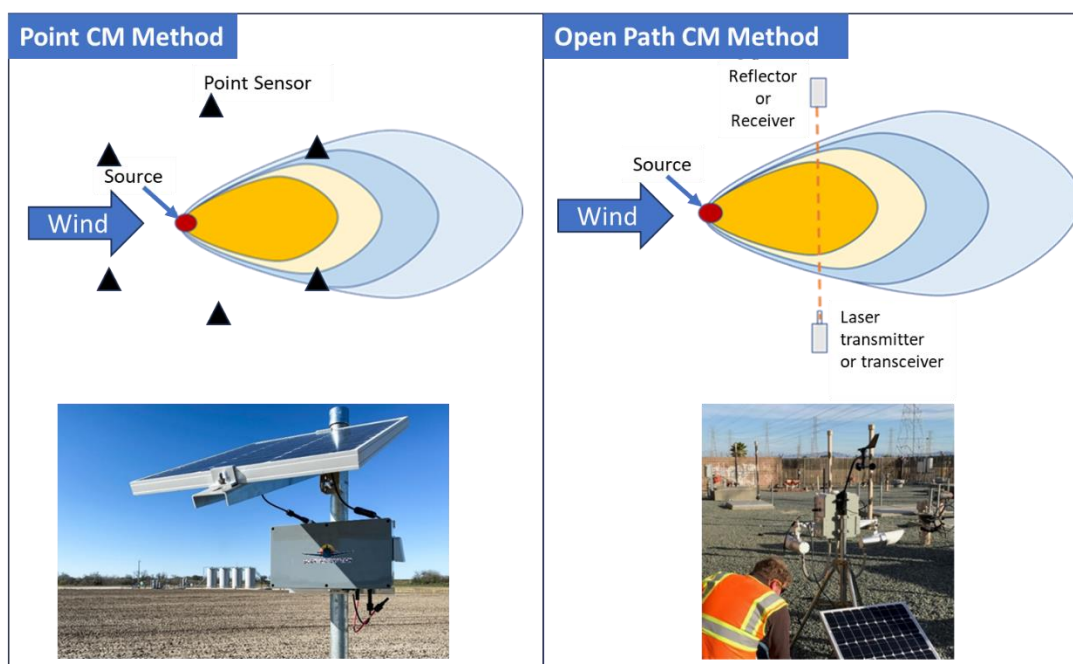 Point CM Method
Point Sensor
Source
Wind
Open Path CM Method
Reflector
or
Receiver
Source
Wind
Laser
transmitter
or transceiver